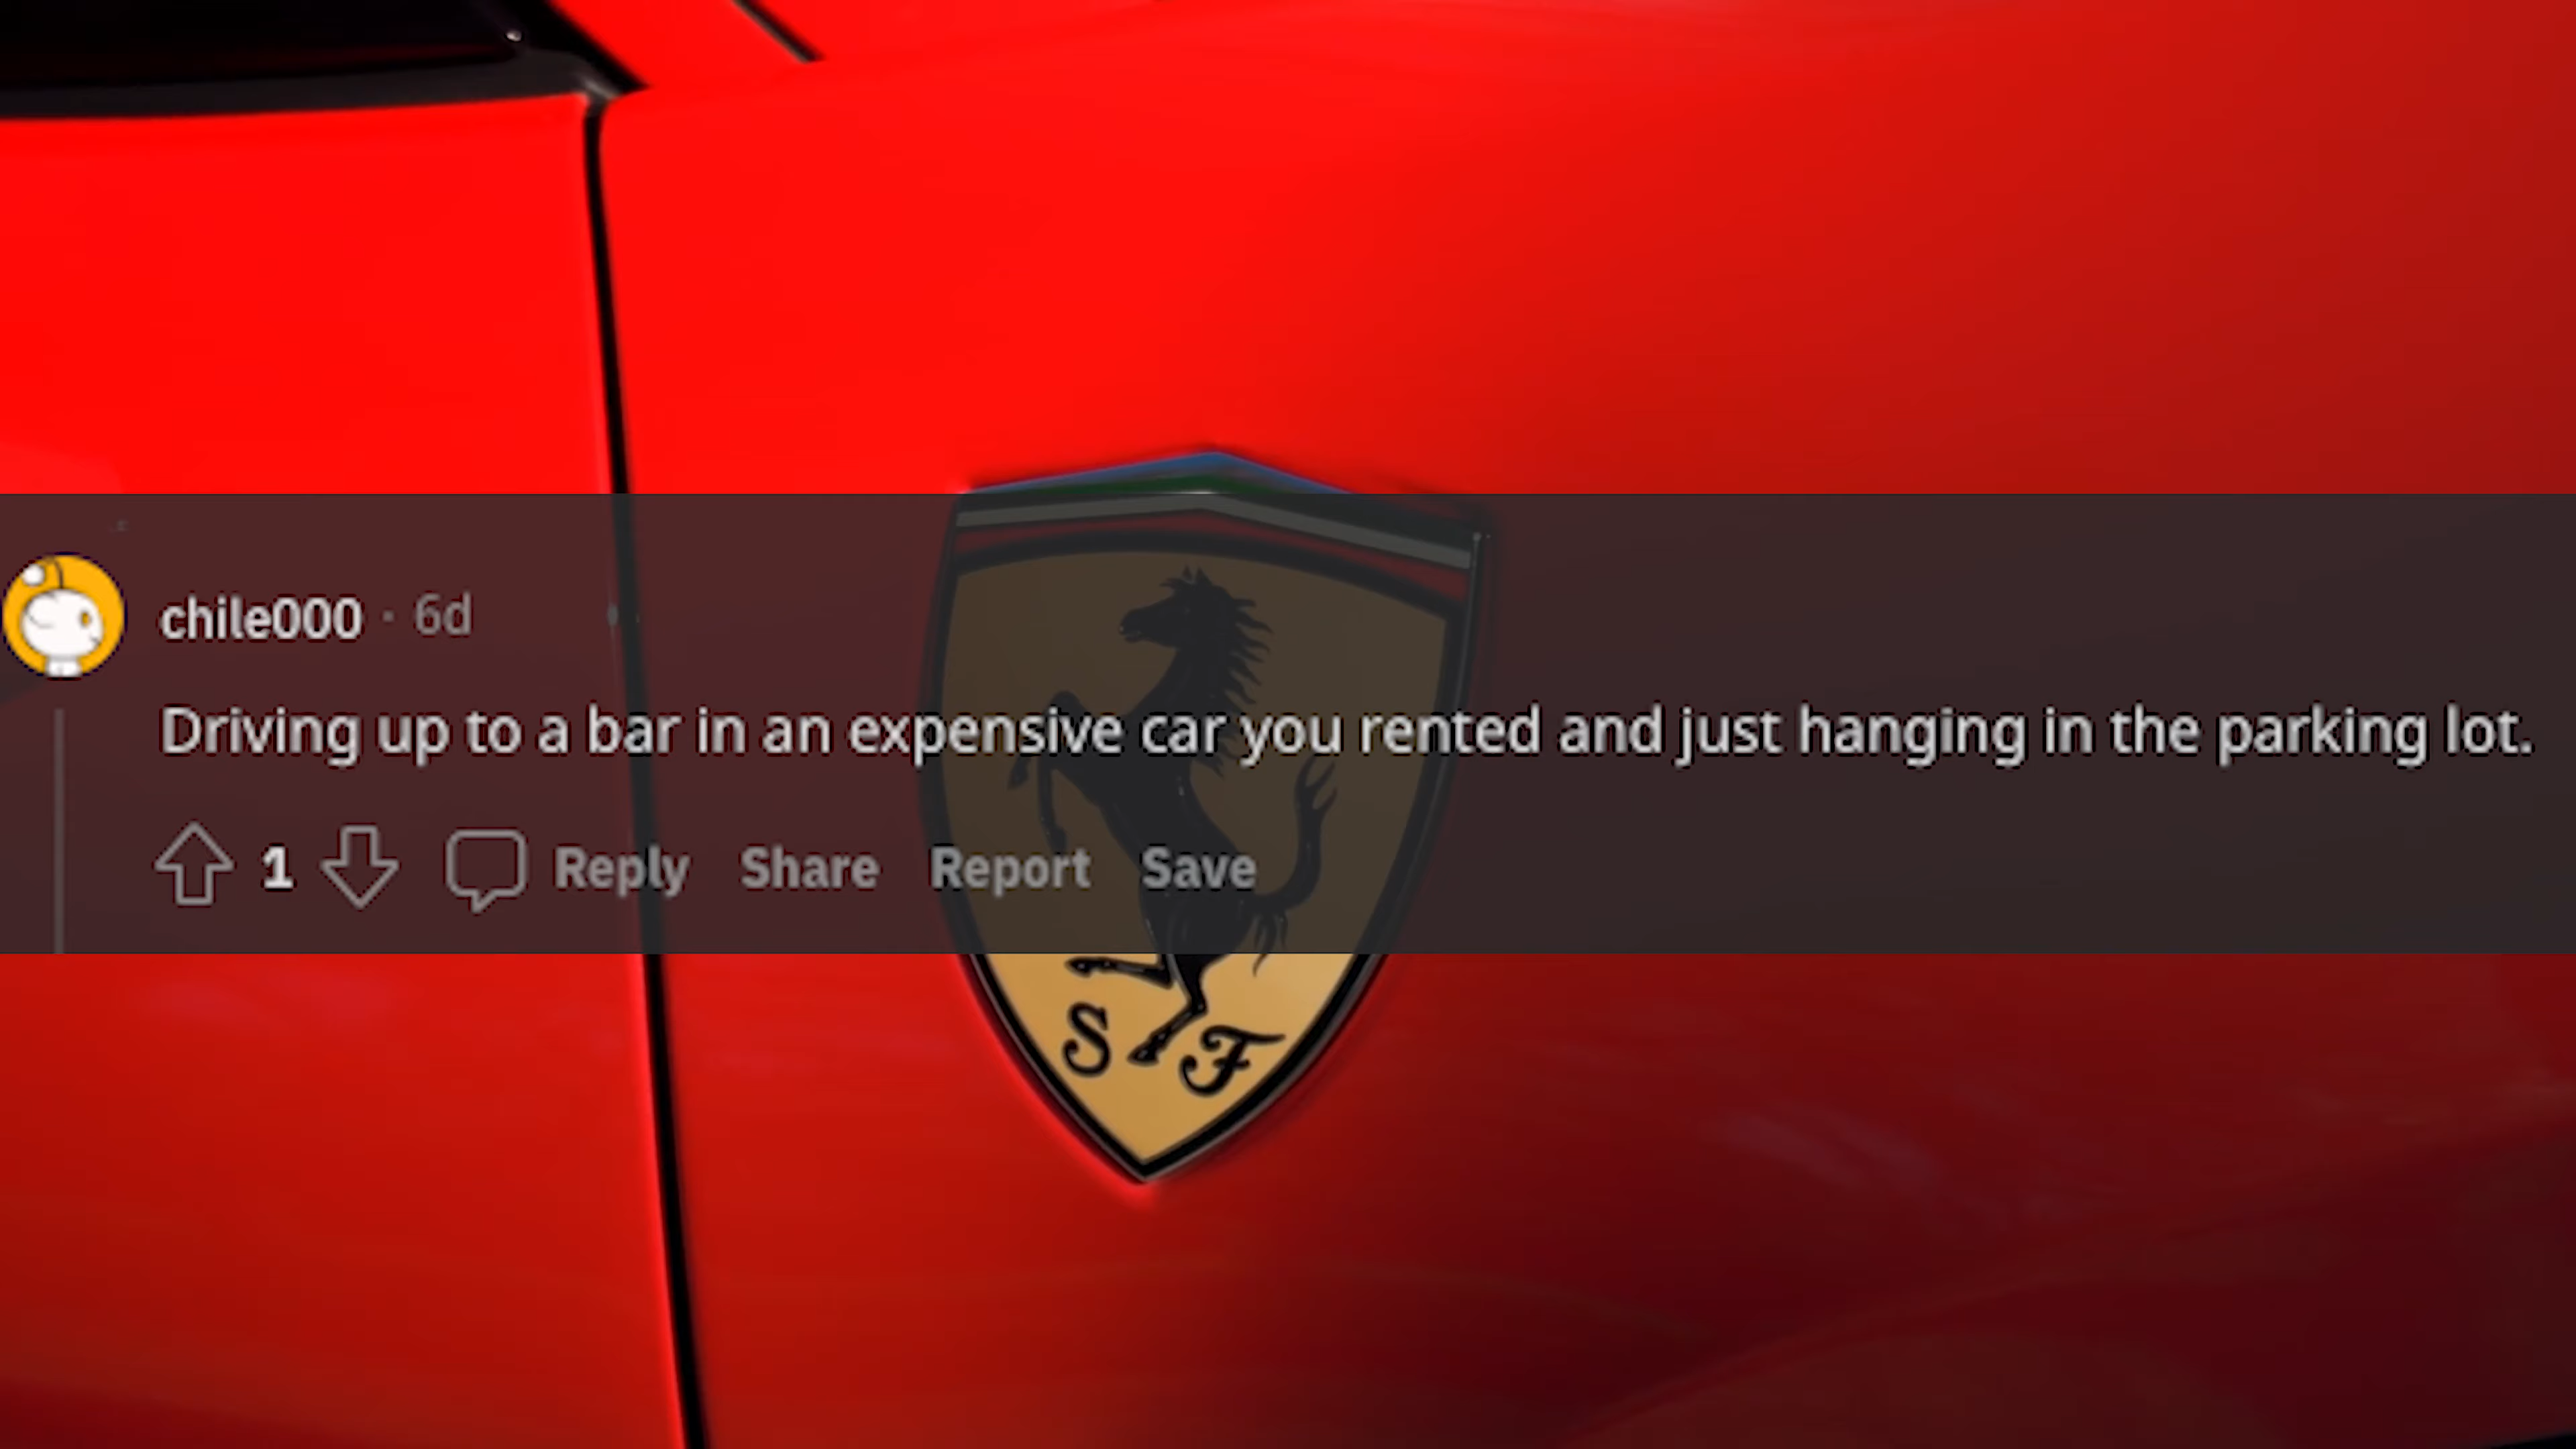 chile000 · 6d
Driving up to a bar in an expensive car you rented and just hanging in the parking lot.
1 Reply Share Report Save
S F